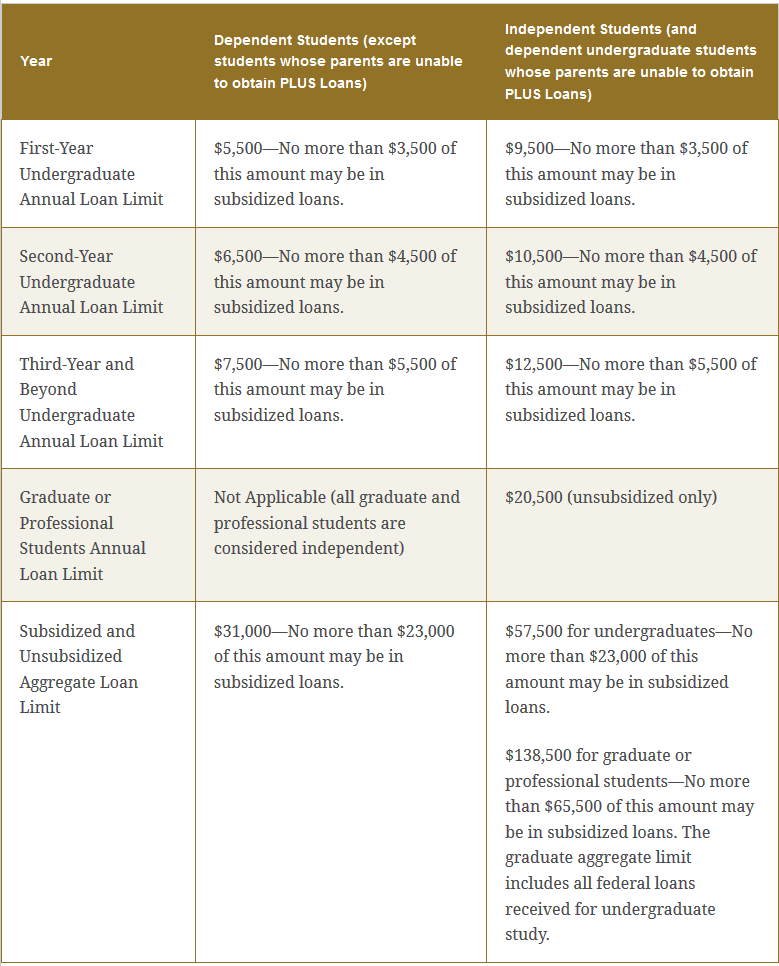 Year
Dependent Students (except
students whose parents are unable
to obtain PLUS Loans)
Independent Students (and
dependent undergraduate students
whose parents are unable to obtain
PLUS Loans)
First-Year
Undergraduate
Annual Loan Limit
$5,500—No more than $3,500 of
this amount may be in
subsidized loans.
$9,500—No more than $3,500 of
this amount may be in
subsidized loans.
Second-Year
Undergraduate
Annual Loan Limit
$6,500—No more than $4,500 of
this amount may be in
subsidized loans.
$10,500—No more than $4,500 of
this amount may be in
subsidized loans.
Third-Year and
Beyond
Undergraduate
Annual Loan Limit
$7,500—No more than $5,500 of
this amount may be in
subsidized loans.
$12,500—No more than $5,500 of
this amount may be in
subsidized loans.
Graduate or
Professional
Students Annual
Loan Limit
Not Applicable (all graduate and
professional students are
considered independent)
$20,500 (unsubsidized only)
Subsidized and
Unsubsidized
Aggregate Loan
Limit
$31,000—No more than $23,000
of this amount may be in
subsidized loans.
$57,500 for undergraduates—No
more than $23,000 of this
amount may be in subsidized
loans.
$138,500 for graduate or
professional students—No more
than $65,500 of this amount may
be in subsidized loans. The
graduate aggregate limit
includes all federal loans
received for undergraduate
study.